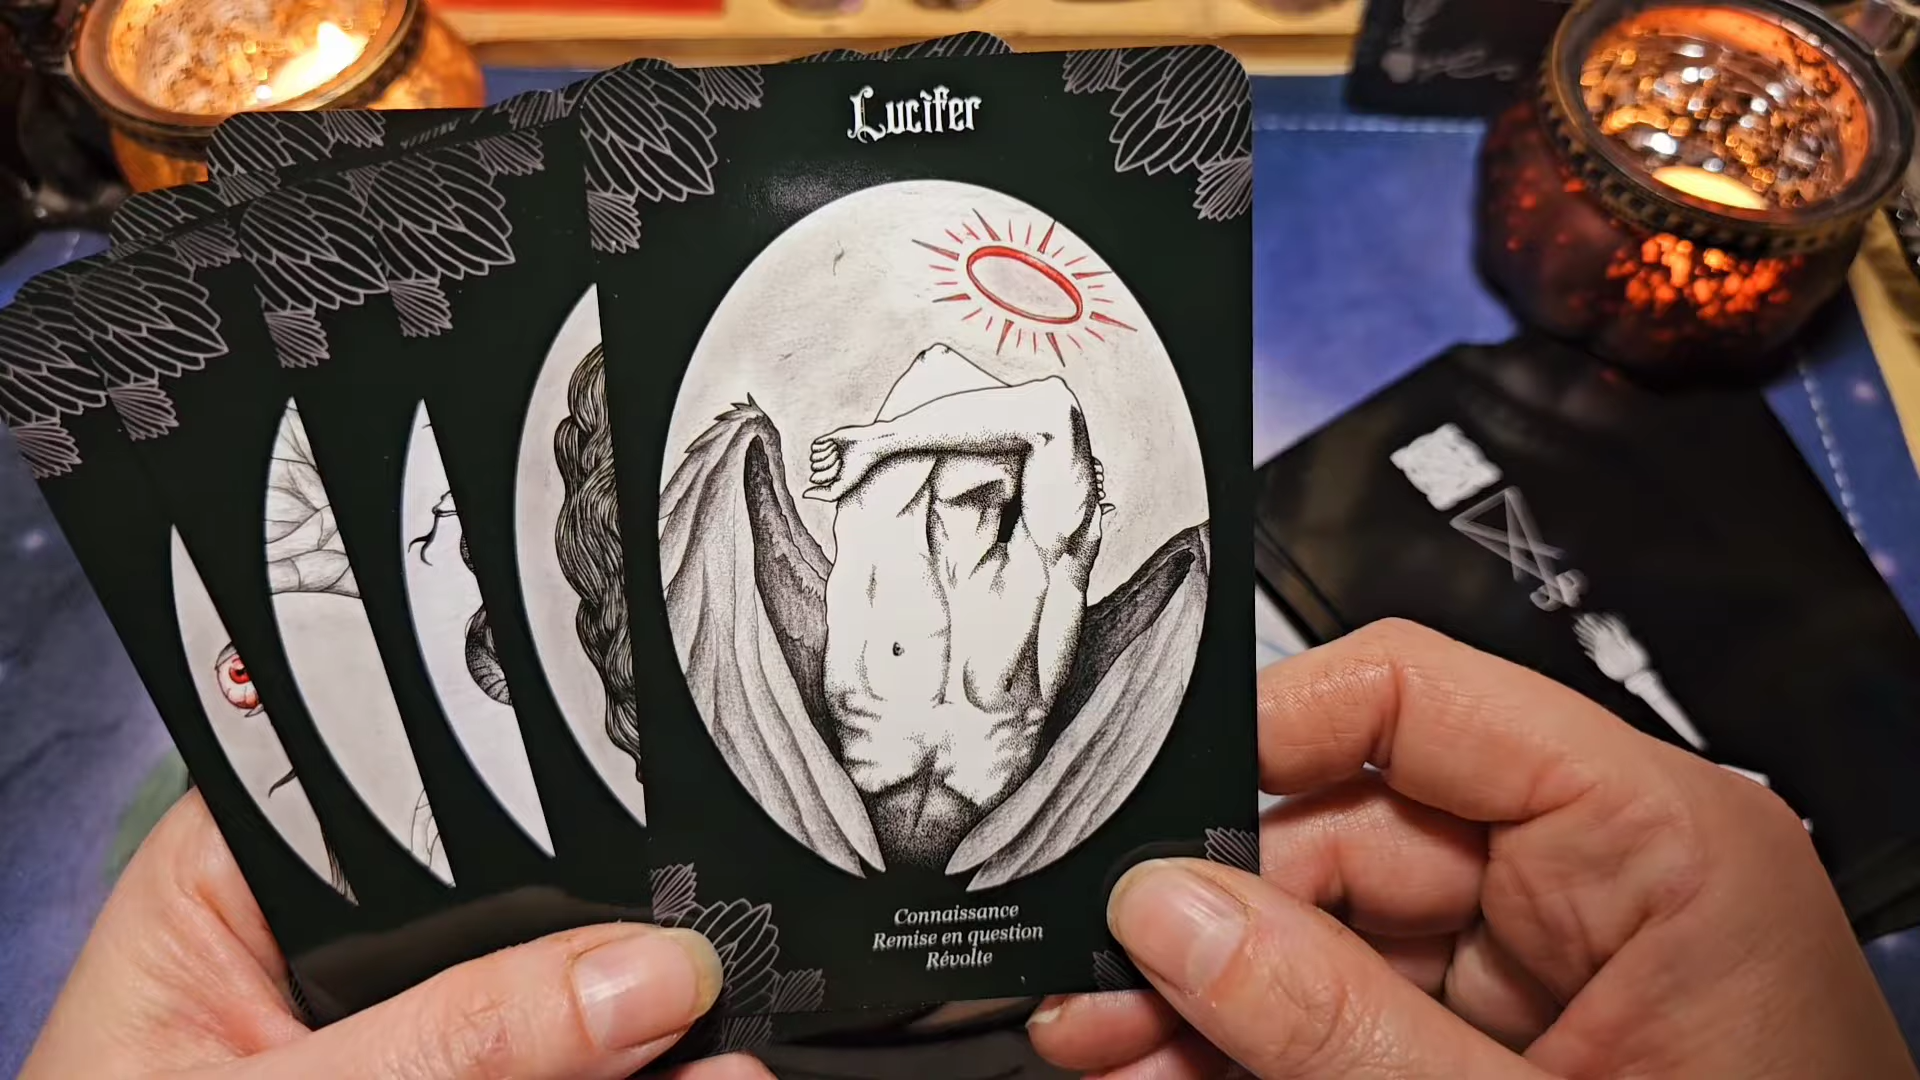 Lucifer
Connaissance
Remise en question
Révolte